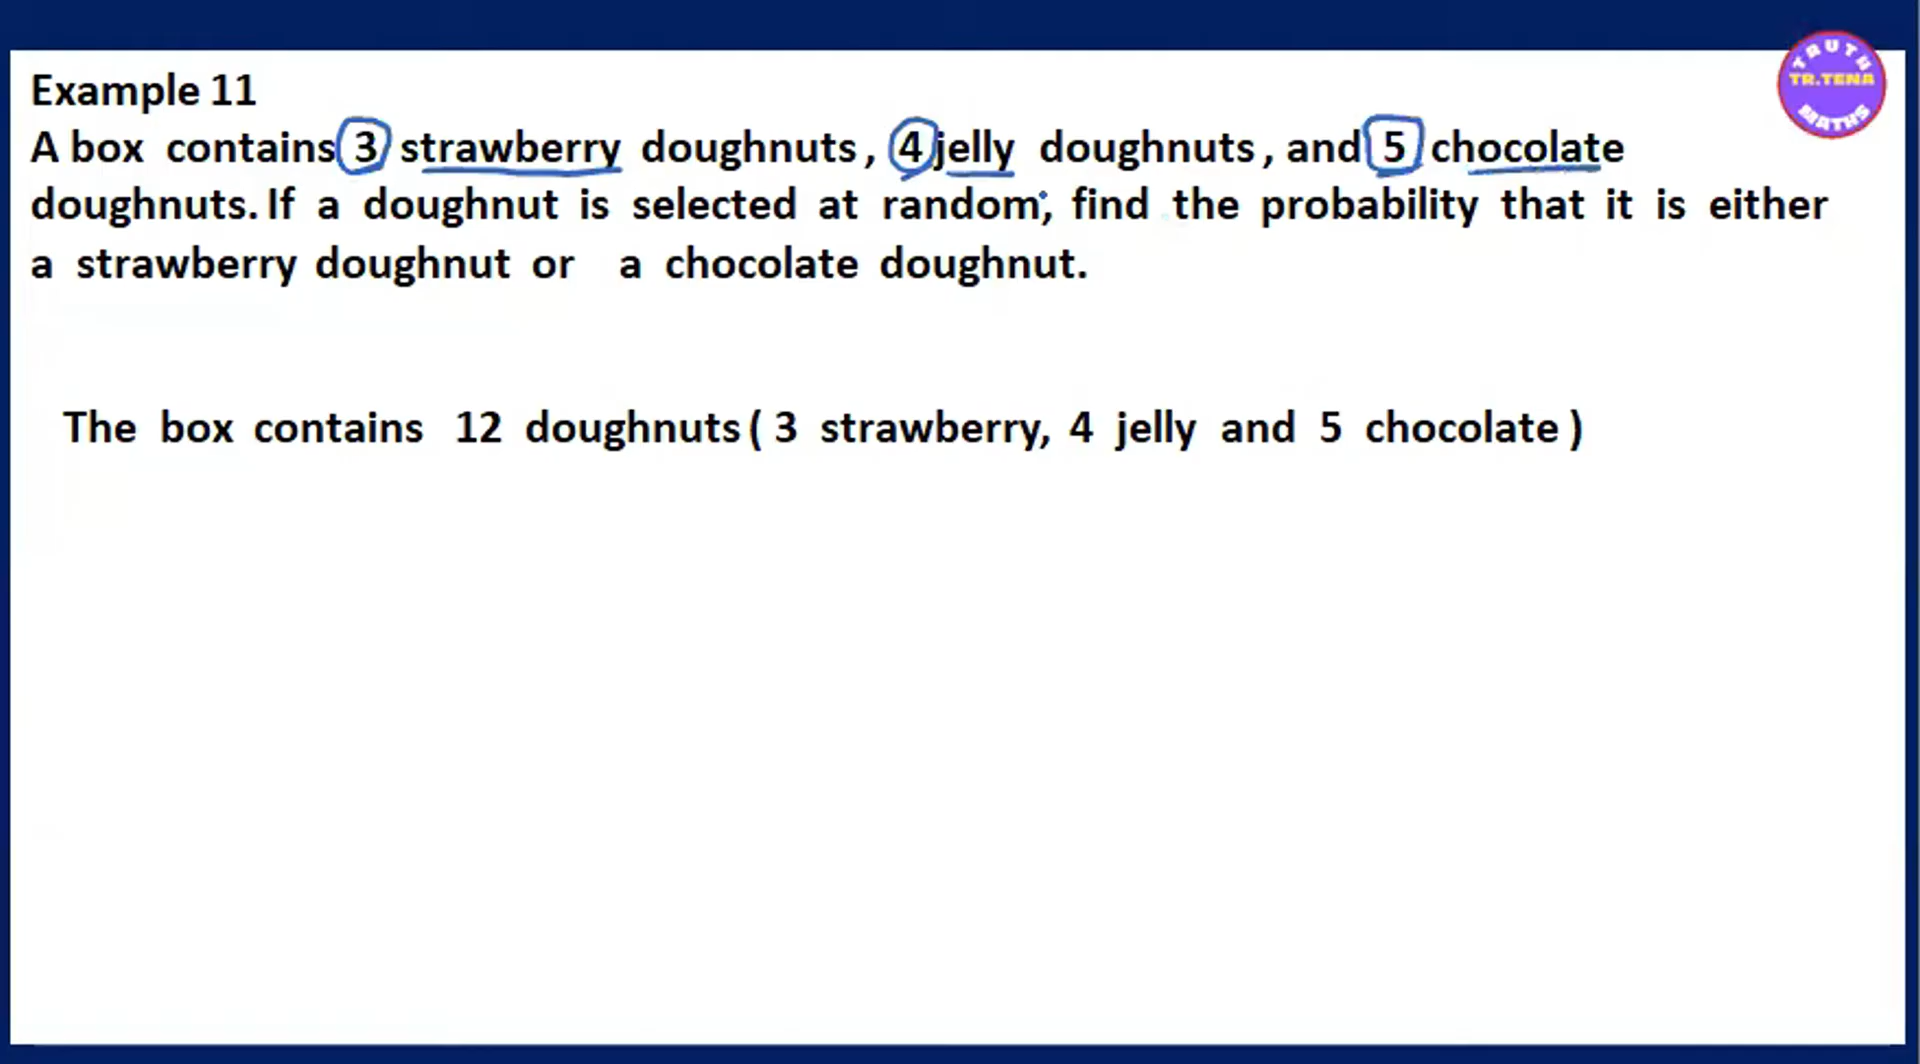 TRUTH
TR.TENA
MATHS
Example 11
A box contains 3 strawberry doughnuts, 4 jelly doughnuts, and 5 chocolate
doughnuts. If a doughnut is selected at random, find the probability that it is either
a strawberry doughnut or a chocolate doughnut.
The box contains 12 doughnuts( 3 strawberry, 4 jelly and 5 chocolate )